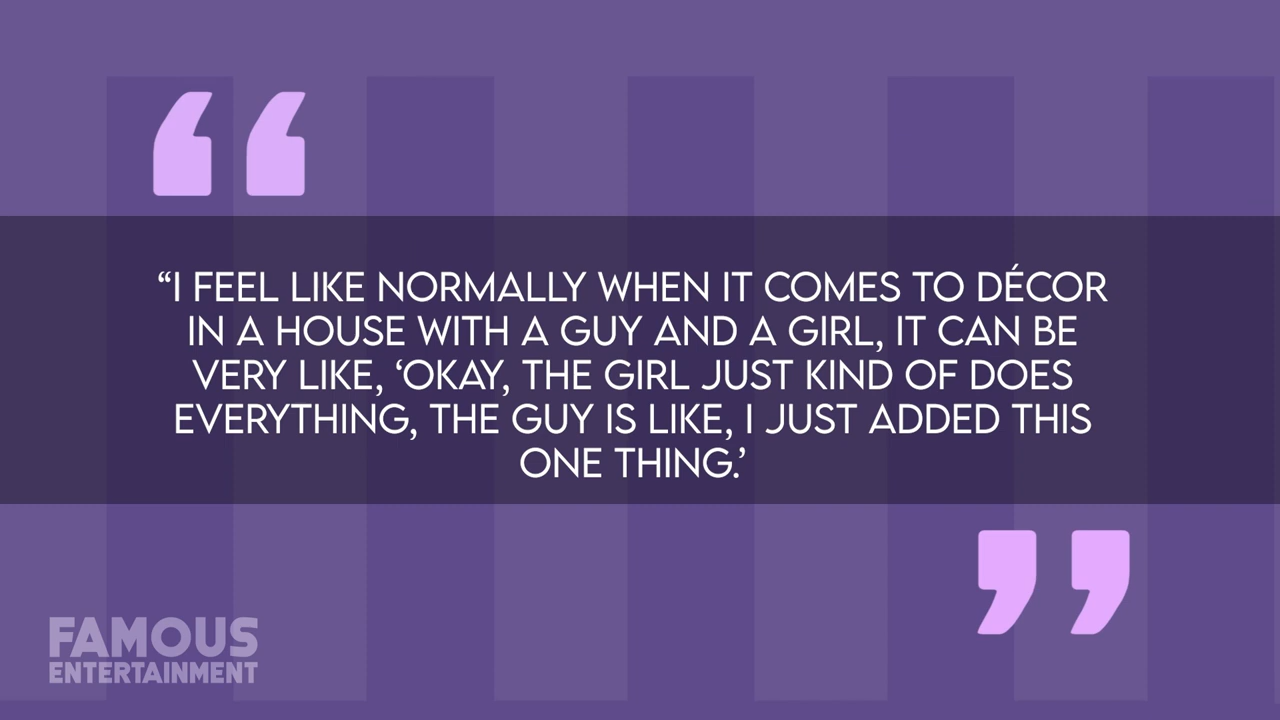 “I FEEL LIKE NORMALLY WHEN IT COMES TO DÉCOR
IN A HOUSE WITH A GUY AND A GIRL, IT CAN BE
VERY LIKE, ‘OKAY, THE GIRL JUST KIND OF DOES
EVERYTHING, THE GUY IS LIKE, I JUST ADDED THIS
ONE THING.’
FAMOUS
ENTERTAINMENT